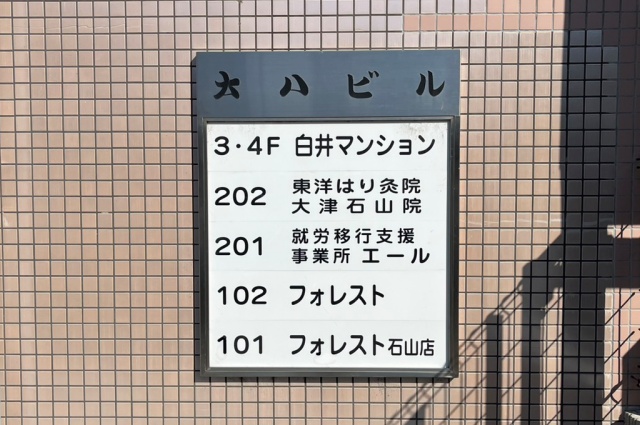 大ハビル
3・4F 白井マンション
202 東洋はり灸院
大津石山院
201 就労移行支援
事業所 エール
102 フォレスト
101 フォレスト石山店